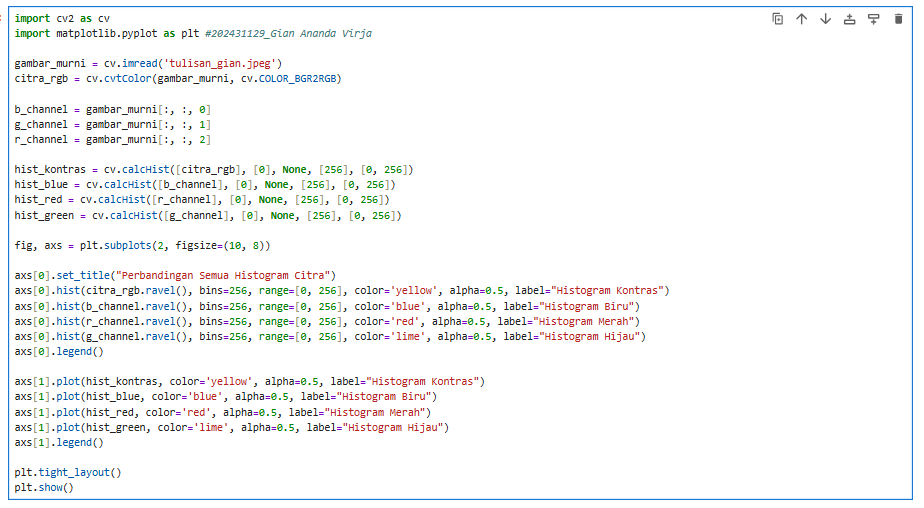 import cv2 as cv
import matplotlib.pyplot as plt #202431129_Gian Ananda Virja
gambar_murni = cv.imread('tulisan_gian.jpeg')
citra_rgb = cv.cvtColor(gambar_murni, cv.COLOR_BGR2RGB)
b_channel = gambar_murni[:, :, 0]
g_channel = gambar_murni[:, :, 1]
r_channel = gambar_murni[:, :, 2]
hist_kontras = cv.calcHist([citra_rgb], [0], None, [256], [0, 256])
hist_blue = cv.calcHist([b_channel], [0], None, [256], [0, 256])
hist_red = cv.calcHist([r_channel], [0], None, [256], [0, 256])
hist_green = cv.calcHist([g_channel], [0], None, [256], [0, 256])
fig, axs = plt.subplots(2, figsize=(10, 8))
axs[0].set_title("Perbandingan Semua Histogram Citra")
axs[0].hist(citra_rgb.ravel(), bins=256, range=[0, 256], color='yellow', alpha=0.5, label="Histogram Kontras")
axs[0].hist(b_channel.ravel(), bins=256, range=[0, 256], color='blue', alpha=0.5, label="Histogram Biru")
axs[0].hist(r_channel.ravel(), bins=256, range=[0, 256], color='red', alpha=0.5, label="Histogram Merah")
axs[0].hist(g_channel.ravel(), bins=256, range=[0, 256], color='lime', alpha=0.5, label="Histogram Hijau")
axs[0].legend()
axs[1].plot(hist_kontras, color='yellow', alpha=0.5, label="Histogram Kontras")
axs[1].plot(hist_blue, color='blue', alpha=0.5, label="Histogram Biru")
axs[1].plot(hist_red, color='red', alpha=0.5, label="Histogram Merah")
axs[1].plot(hist_green, color='lime', alpha=0.5, label="Histogram Hijau")
axs[1].legend()
plt.tight_layout()
plt.show()